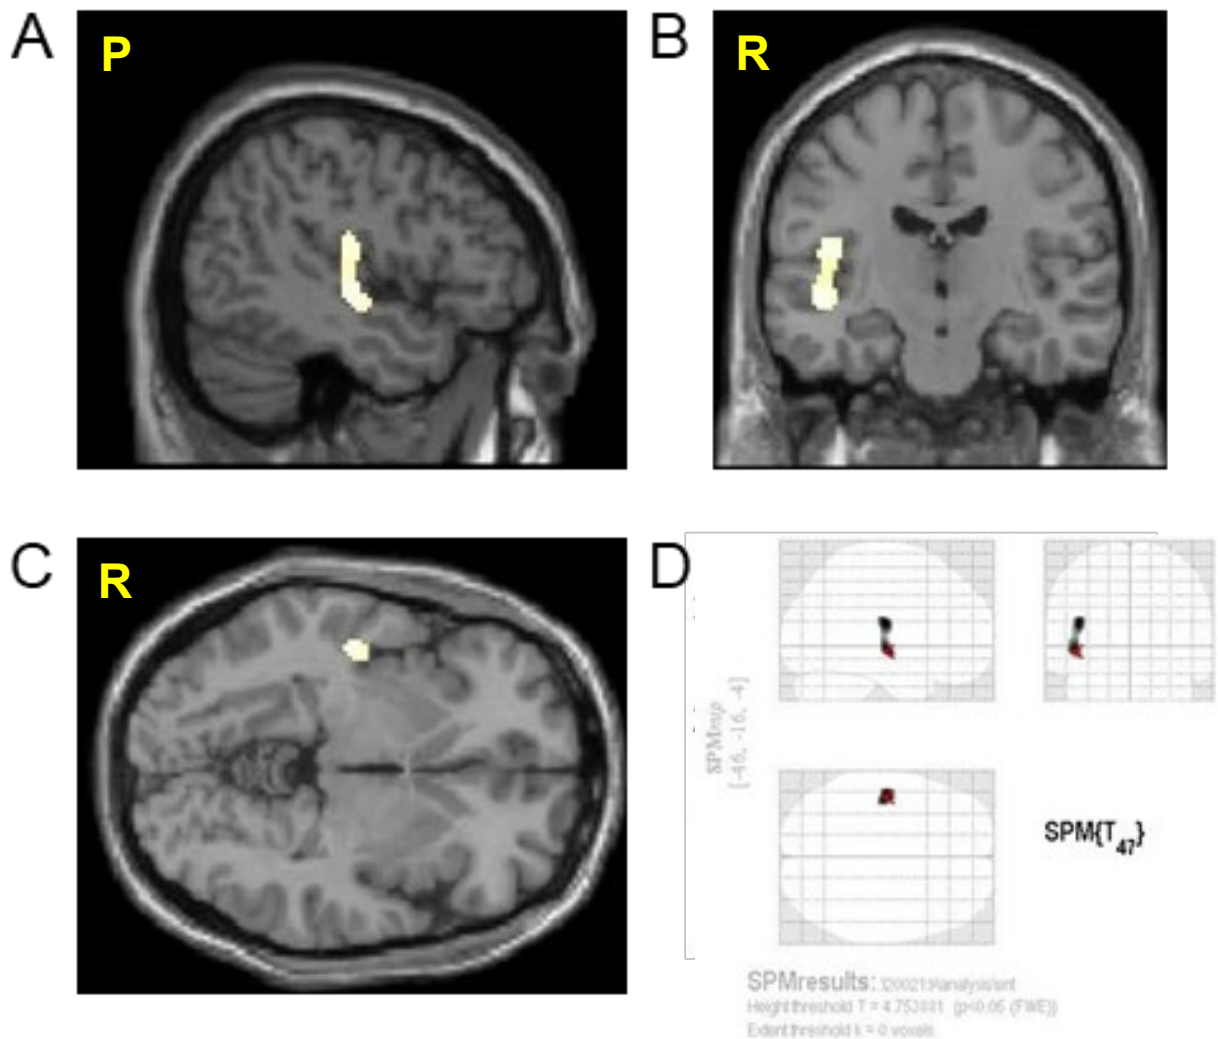 A
P
B
R
C
R
D
SPMmip
[-46, -16, -4]
SPM{T47}
SPMresults:
Height threshold T = 4.753881 {p<0.05 (FWE)}
Extent threshold k = 0 voxels